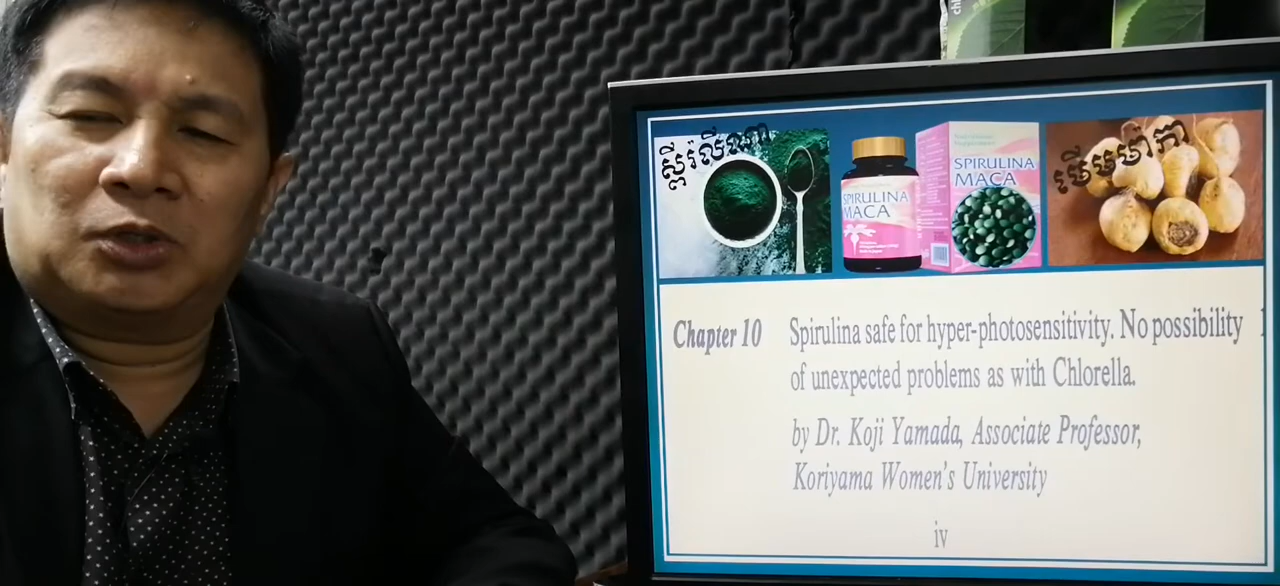 chl
ស្ពីរ៉ូលីណា
SPIRULINA
MACA
SPIRULINA
MACA
មើមម៉ាកា
Chapter 10 Spirulina safe for hyper-photosensitivity. No possibility
of unexpected problems as with Chlorella.
by Dr. Koji Yamada, Associate Professor,
Koriyama Women's University
iv